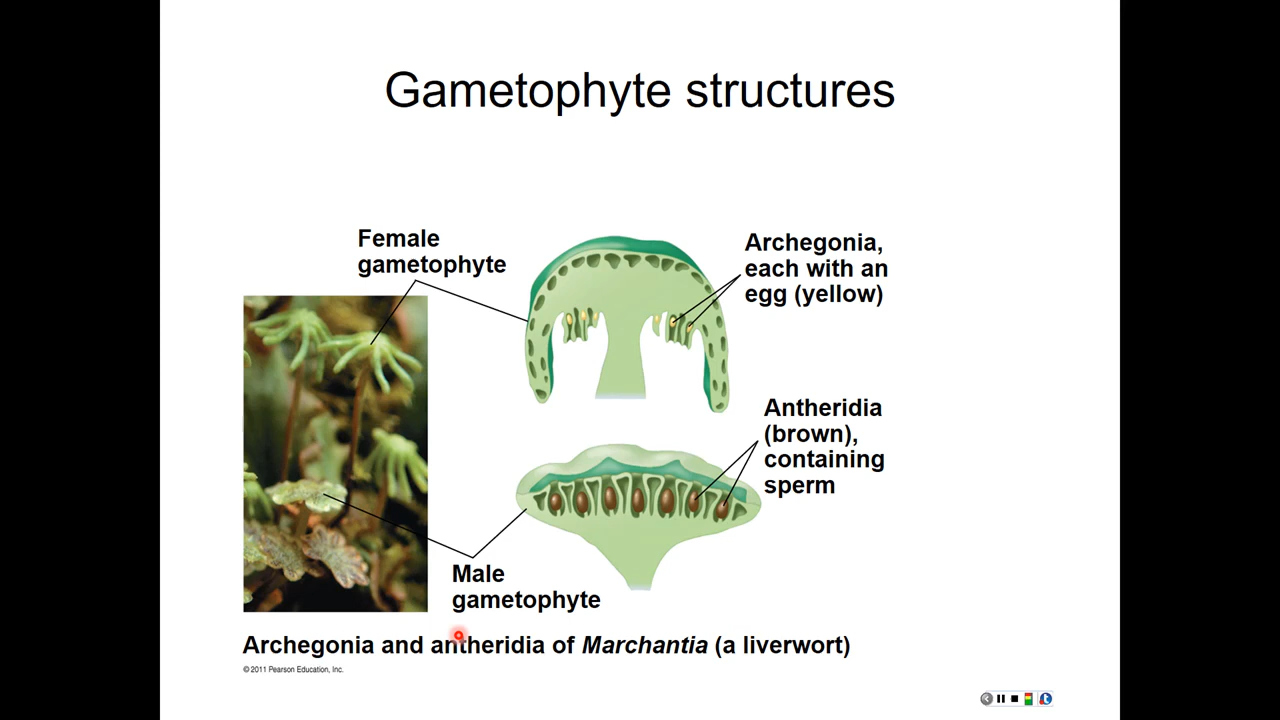 Gametophyte structures
Female
gametophyte
Archegonia,
each with an
egg (yellow)
Antheridia
(brown),
containing
sperm
Male
gametophyte
Archegonia and antheridia of Marchantia (a liverwort)
© 2011 Pearson Education, Inc.